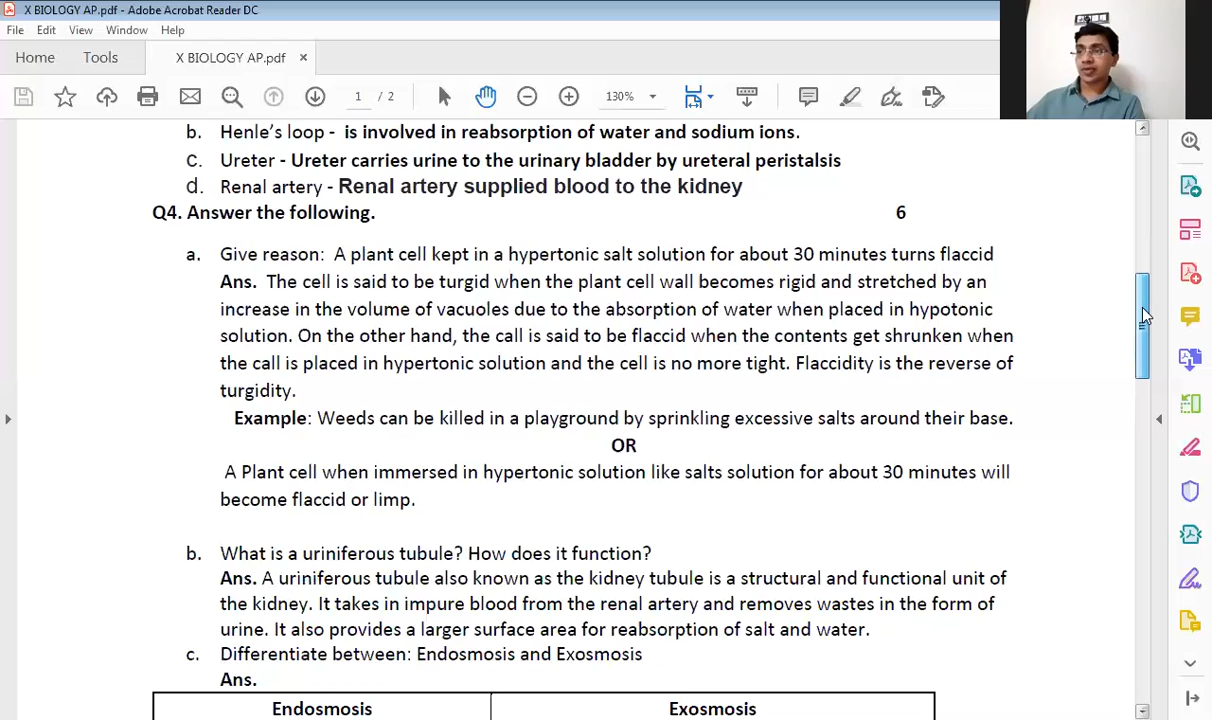 X BIOLOGY AP.pdf - Adobe Acrobat Reader DC
File Edit View Window Help
Home Tools X BIOLOGY AP.pdf ×
1 / 2 130%
b. Henle's loop - is involved in reabsorption of water and sodium ions.
c. Ureter - Ureter carries urine to the urinary bladder by ureteral peristalsis
d. Renal artery - Renal artery supplied blood to the kidney
Q4. Answer the following. 6
a. Give reason: A plant cell kept in a hypertonic salt solution for about 30 minutes turns flaccid
Ans. The cell is said to be turgid when the plant cell wall becomes rigid and stretched by an
increase in the volume of vacuoles due to the absorption of water when placed in hypotonic
solution. On the other hand, the call is said to be flaccid when the contents get shrunken when
the call is placed in hypertonic solution and the cell is no more tight. Flaccidity is the reverse of
turgidity.
Example: Weeds can be killed in a playground by sprinkling excessive salts around their base.
OR
A Plant cell when immersed in hypertonic solution like salts solution for about 30 minutes will
become flaccid or limp.
b. What is a uriniferous tubule? How does it function?
Ans. A uriniferous tubule also known as the kidney tubule is a structural and functional unit of
the kidney. It takes in impure blood from the renal artery and removes wastes in the form of
urine. It also provides a larger surface area for reabsorption of salt and water.
c. Differentiate between: Endosmosis and Exosmosis
Ans.
Endosmosis Exosmosis